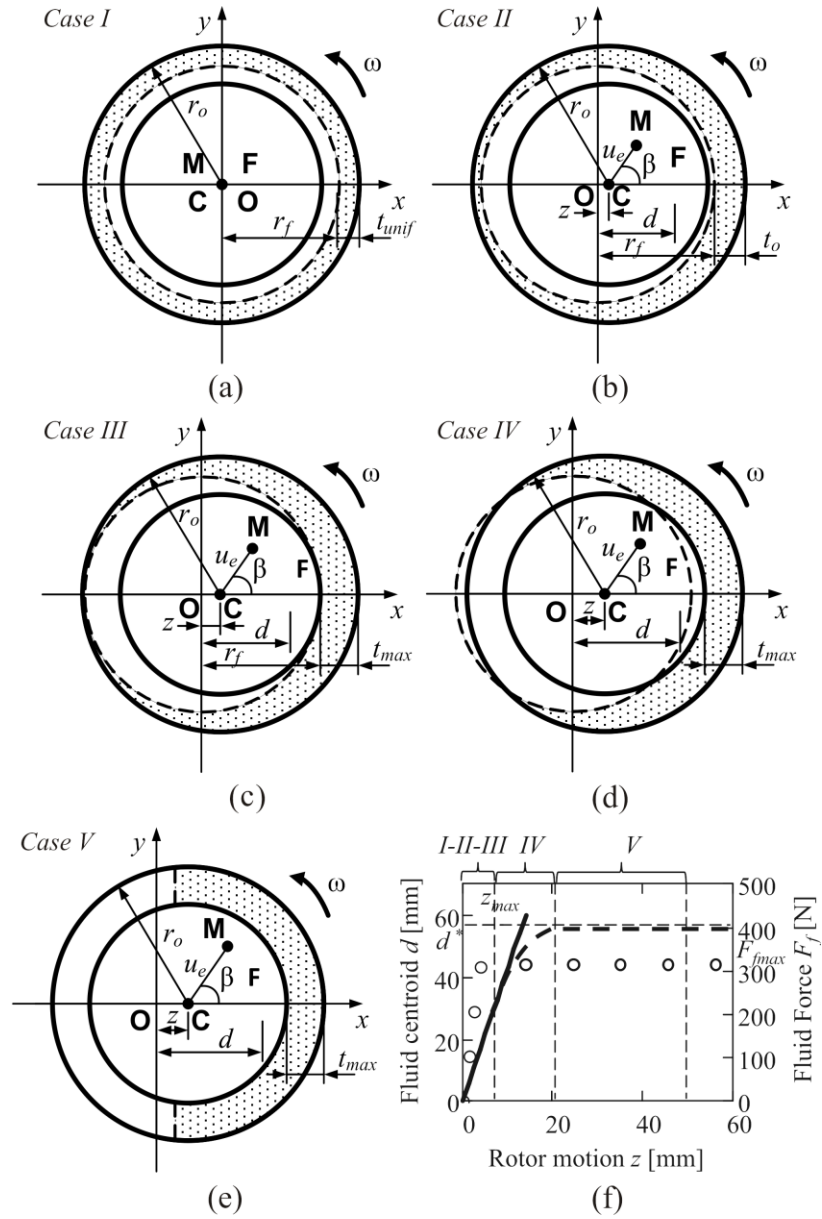 Case I
y
ω
r_o
M F
C O
x
r_f
t_unif
(a)
Case II
y
ω
r_o
M
u_e
F
β
O C
x
z
d
r_f
t_o
(b)
Case III
y
ω
r_o
M
u_e
F
β
O C
x
z
d
r_f
t_max
(c)
Case IV
y
ω
r_o
M
u_e
F
β
O C
x
z
d
t_max
(d)
Case V
y
ω
r_o
M
u_e
F
β
O C
x
z
d
t_max
(e)
I-II-III IV V
z_max
60
d*
40
20
0
Fluid centroid d [mm]
500
400
F_fmax
300
200
100
0
Fluid Force F_f [N]
0 20 40 60
Rotor motion z [mm]
(f)